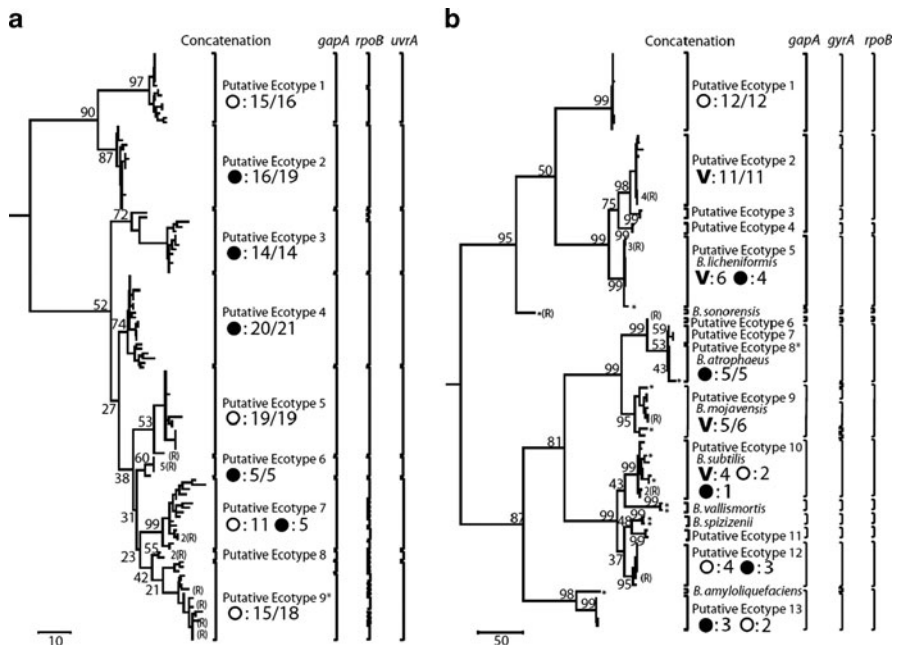 a
Concatenation gapA rpoB uvrA
97
90
87
72
52
74
27
53
60
(R)
5(R)
38
31
99
2(R)
23
55
2(R)
42
21
(R)
(R)
(R)
(R)
(R)
Putative Ecotype 1
○: 15/16
Putative Ecotype 2
●: 16/19
Putative Ecotype 3
●: 14/14
Putative Ecotype 4
●: 20/21
Putative Ecotype 5
○: 19/19
Putative Ecotype 6
●: 5/5
Putative Ecotype 7
○: 11 ●: 5
Putative Ecotype 8
Putative Ecotype 9*
○: 15/18
10
b
Concatenation gapA gyrA rpoB
99
50
98
4(R)
75
99
99
99
3(R)
95
99
*
*(R)
(R)
99
59
53
99
43
*
*
95
(R)
*
81
*
99
*
43
2(R)
99
*
87
99
48
99
*
99
37
95
(R)
98
*
99
Putative Ecotype 1
○: 12/12
Putative Ecotype 2
V: 11/11
Putative Ecotype 3
Putative Ecotype 4
Putative Ecotype 5
B. licheniformis
V: 6 ●: 4
B. sonorensis
Putative Ecotype 6
Putative Ecotype 7
Putative Ecotype 8*
B. atrophaeus
●: 5/5
Putative Ecotype 9
B. mojavensis
V: 5/6
Putative Ecotype 10
B. subtilis
V: 4 ○: 2
●: 1
B. vallismortis
B. spizizenii
Putative Ecotype 11
Putative Ecotype 12
○: 4 ●: 3
B. amyloliquefaciens
Putative Ecotype 13
●: 3 ○: 2
50